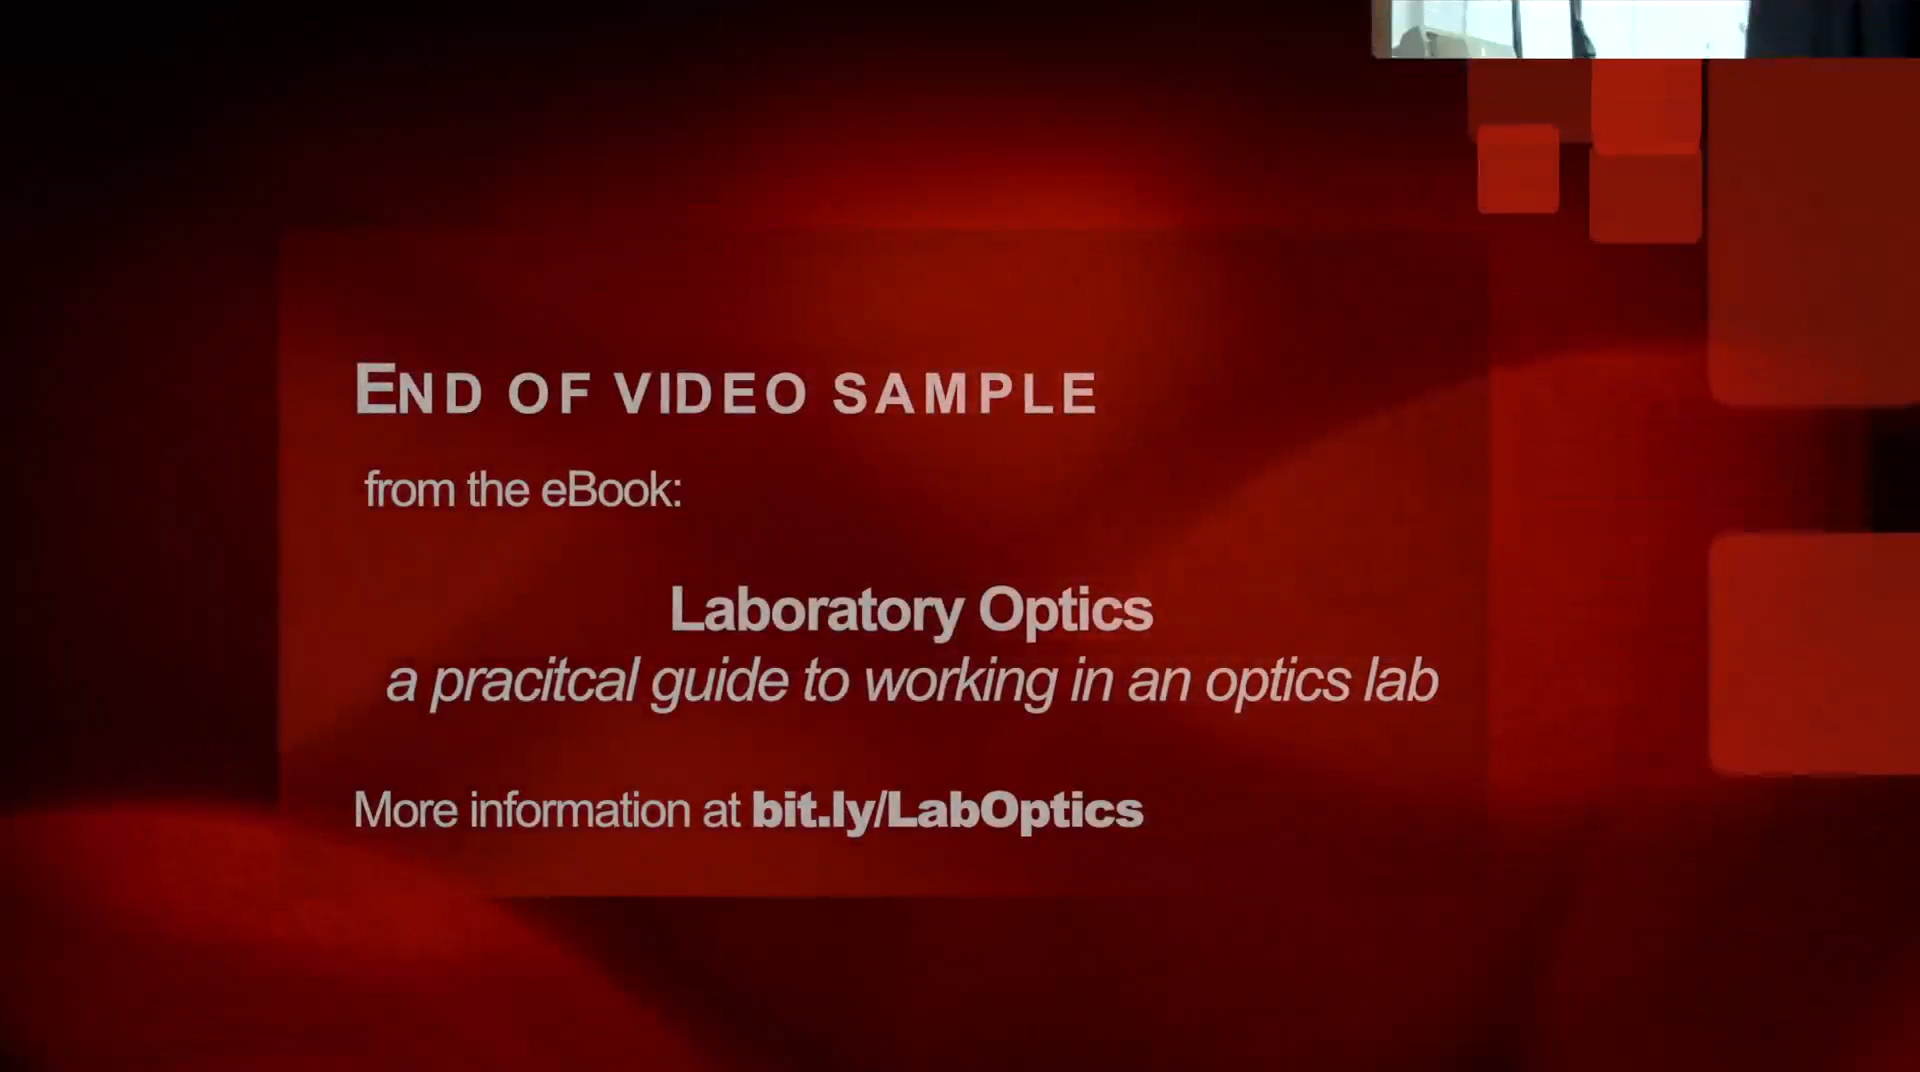 END OF VIDEO SAMPLE
from the eBook:
Laboratory Optics
a pracitcal guide to working in an optics lab
More information at bit.ly/LabOptics